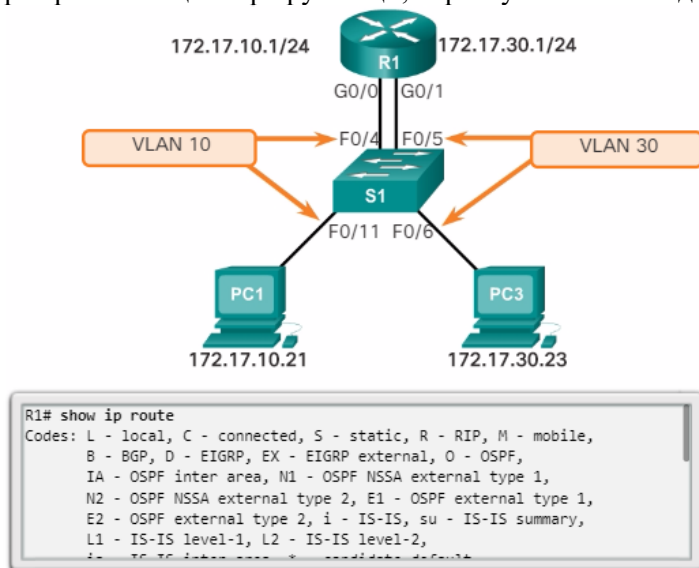 172.17.10.1/24
172.17.30.1/24
R1
G0/0 G0/1
VLAN 10
F0/4 F0/5
VLAN 30
S1
F0/11 F0/6
PC1
PC3
172.17.10.21
172.17.30.23
R1# show ip route
Codes: L - local, C - connected, S - static, R - RIP, M - mobile,
B - BGP, D - EIGRP, EX - EIGRP external, O - OSPF,
IA - OSPF inter area, N1 - OSPF NSSA external type 1,
N2 - OSPF NSSA external type 2, E1 - OSPF external type 1,
E2 - OSPF external type 2, i - IS-IS, su - IS-IS summary,
L1 - IS-IS level-1, L2 - IS-IS level-2,